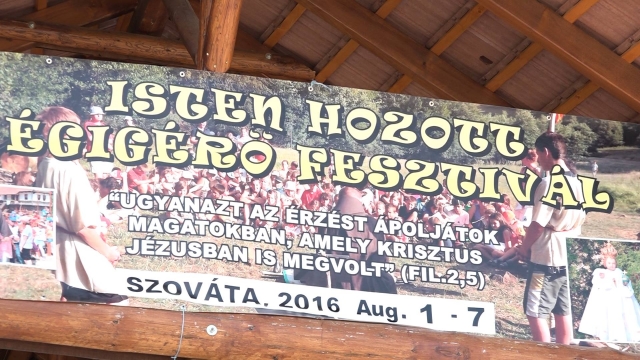 ISTEN HOZOTT
ÉGIGÉRŐ FESZTIVÁL
"UGYANAZT AZ ÉRZÉST ÁPOLJÁTOK
MAGATOKBAN, AMELY KRISZTUS
JÉZUSBAN IS MEGVOLT" (FIL.2,5)
SZOVÁTA, 2016 Aug. 1 - 7